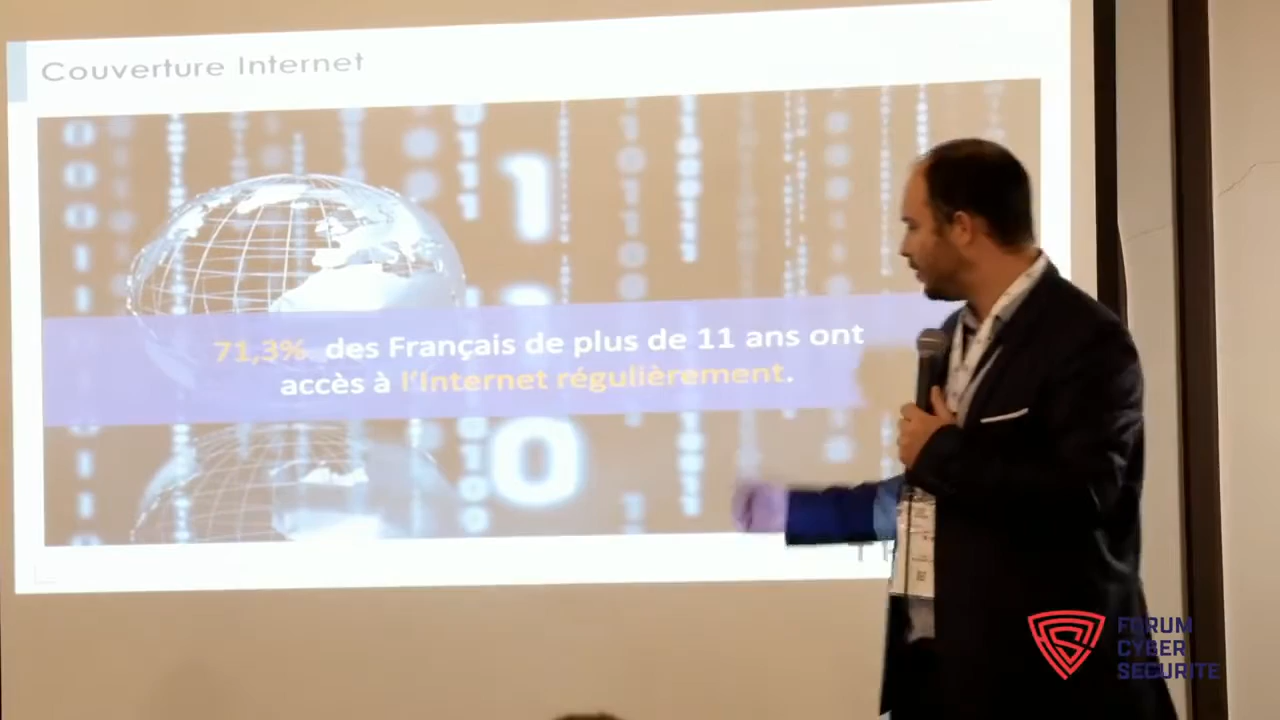 Couverture Internet
71,3% des Français de plus de 11 ans ont
accès à l'Internet régulièrement.
FORUM
CYBER
SECURITE